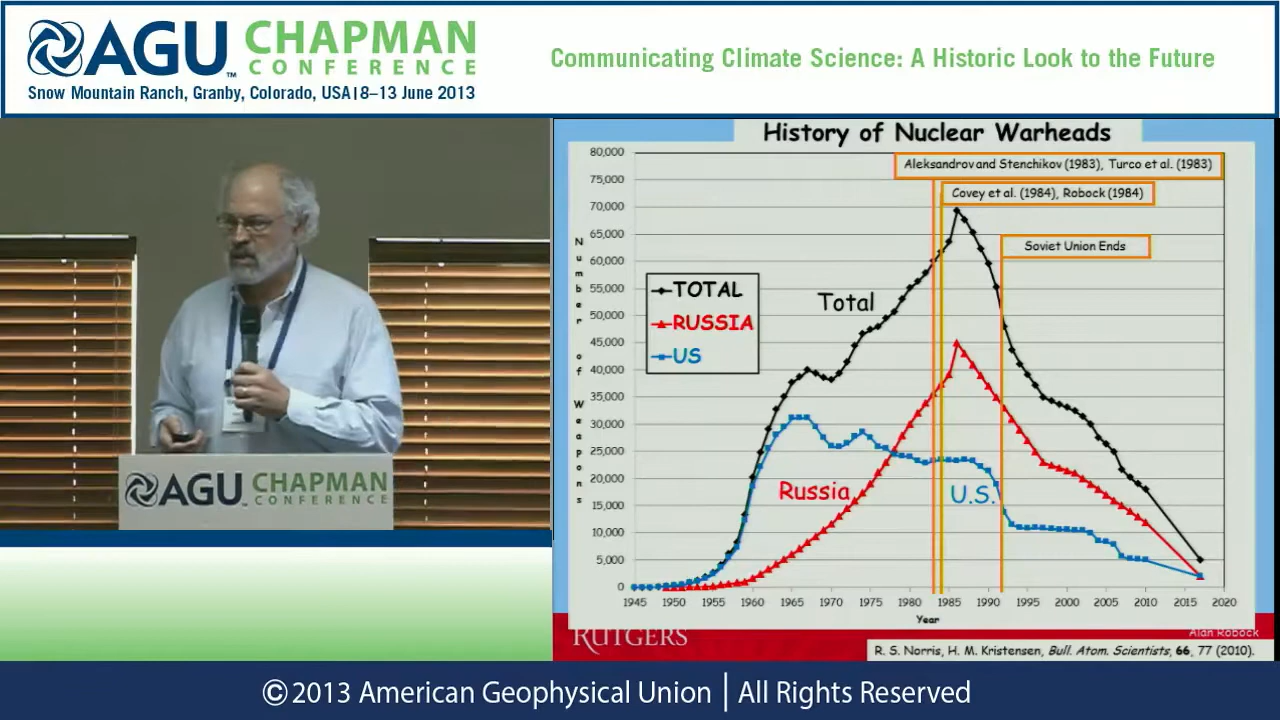 AGU CHAPMAN
CONFERENCE
Snow Mountain Ranch, Granby, Colorado, USA|8–13 June 2013
Communicating Climate Science: A Historic Look to the Future
History of Nuclear Warheads
80,000
75,000
70,000
65,000
60,000
55,000
50,000
45,000
40,000
35,000
30,000
25,000
20,000
15,000
10,000
5,000
0
Number of Weapons
Aleksandrov and Stenchikov (1983), Turco et al. (1983)
Covey et al. (1984), Robock (1984)
Soviet Union Ends
TOTAL
RUSSIA
US
Total
Russia
U.S.
1945 1950 1955 1960 1965 1970 1975 1980 1985 1990 1995 2000 2005 2010 2015 2020
Year
RUTGERS
Alan Robock
R. S. Norris, H. M. Kristensen, Bull. Atom. Scientists, 66, 77 (2010).
AGU CHAPMAN
CONFERENCE
©2013 American Geophysical Union | All Rights Reserved